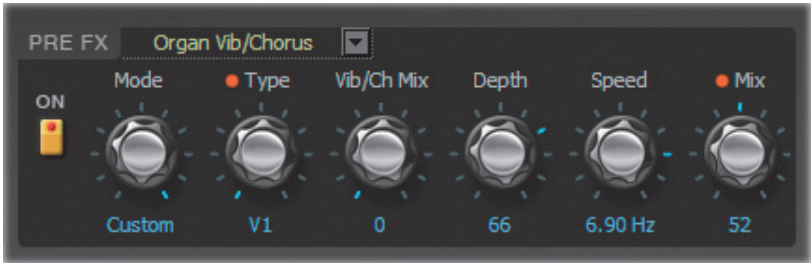 PRE FX Organ Vib/Chorus
ON Mode Type Vib/Ch Mix Depth Speed Mix
Custom V1 0 66 6.90 Hz 52